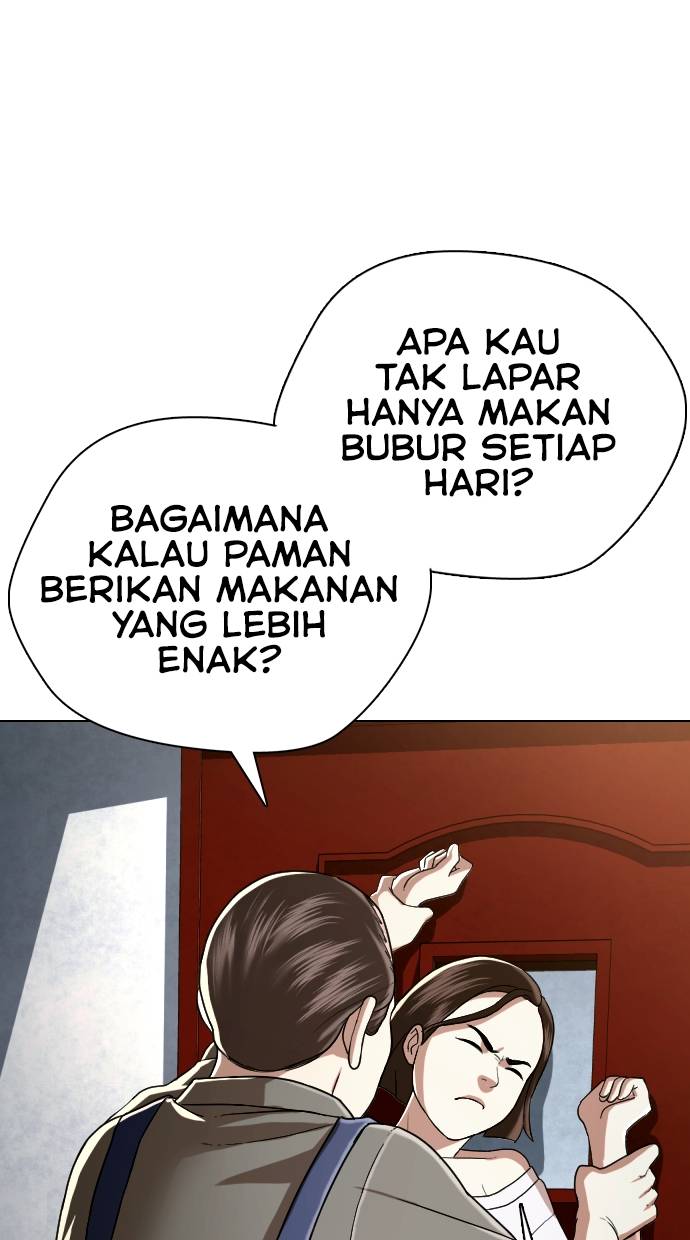 APA KAU
TAK LAPAR
HANYA MAKAN
BUBUR SETIAP
HARI?
BAGAIMANA
KALAU PAMAN
BERIKAN MAKANAN
YANG LEBIH
ENAK?